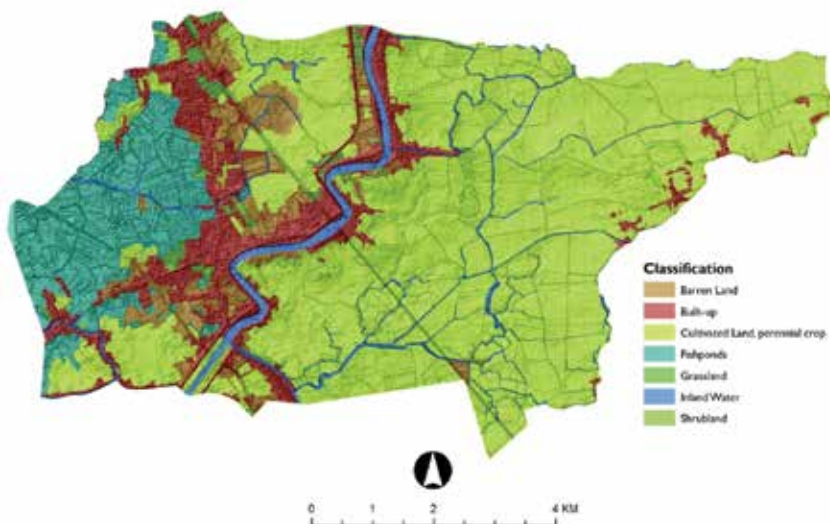 Classification
Barren Land
Built-up
Cultivated Land, perennial crop
Fishponds
Grassland
Inland Water
Shrubland
0 1 2 4 KM